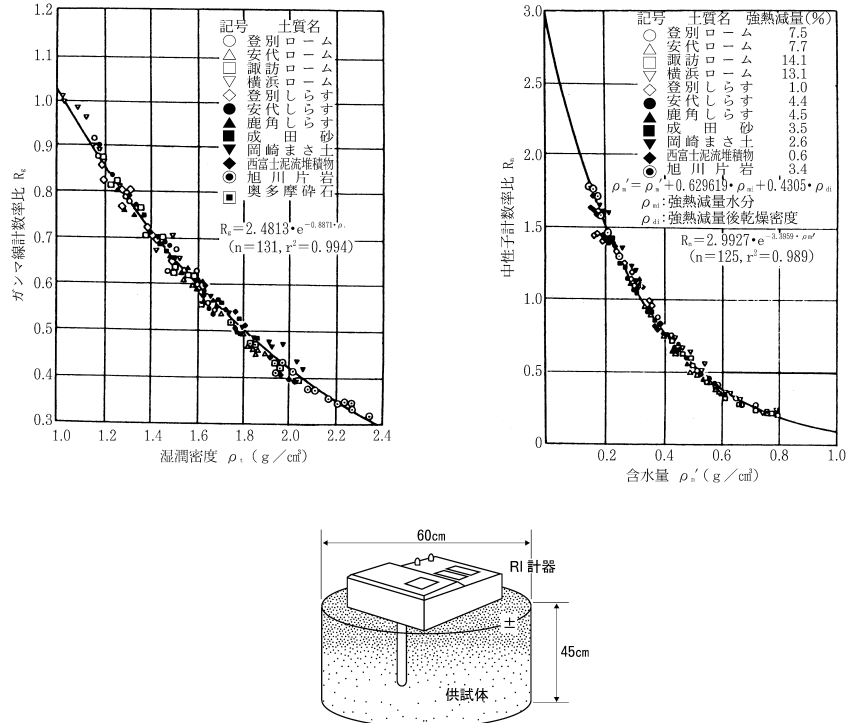 記号 土質名
○ 登別ローム
△ 安代ローム
□ 諏訪ローム
▽ 横浜ローム
◇ 登別しらす
● 安代しらす
▲ 鹿角しらす
■ 成田砂
▼ 岡崎まさ土
◆ 西富士泥流堆積物
旭川片岩
奥多摩砕石
Rg=2.4813・e-0.8871・ρt
(n=131, r2=0.994)
ガンマ線計数率比 Rg
1.2
1.1
1.0
0.9
0.8
0.7
0.6
0.5
0.4
0.3
1.0 1.2 1.4 1.6 1.8 2.0 2.2 2.4
湿潤密度 ρt (g/cm³)
記号 土質名 強熱減量(%)
○ 登別ローム 7.5
△ 安代ローム 7.7
□ 諏訪ローム 14.1
▽ 横浜ローム 13.1
◇ 登別しらす 1.0
● 安代しらす 4.4
▲ 鹿角しらす 4.5
■ 成田砂 3.5
▼ 岡崎まさ土 2.6
◆ 西富士泥流堆積物 0.6
旭川片岩 3.4
ρm'=ρm'+0.629619・ρmi+0.4305・ρdi
ρmi:強熱減量水分
ρdi:強熱減量後乾燥密度
Rn=2.9927・e-3.3959・ρm'
(n=125, r2=0.989)
中性子計数率比 Rn
3.0
2.5
2.0
1.5
1.0
0.5
0
0.2 0.4 0.6 0.8 1.0
含水量 ρm'(g/cm³)
60cm
RI計器
土
45cm
供試体